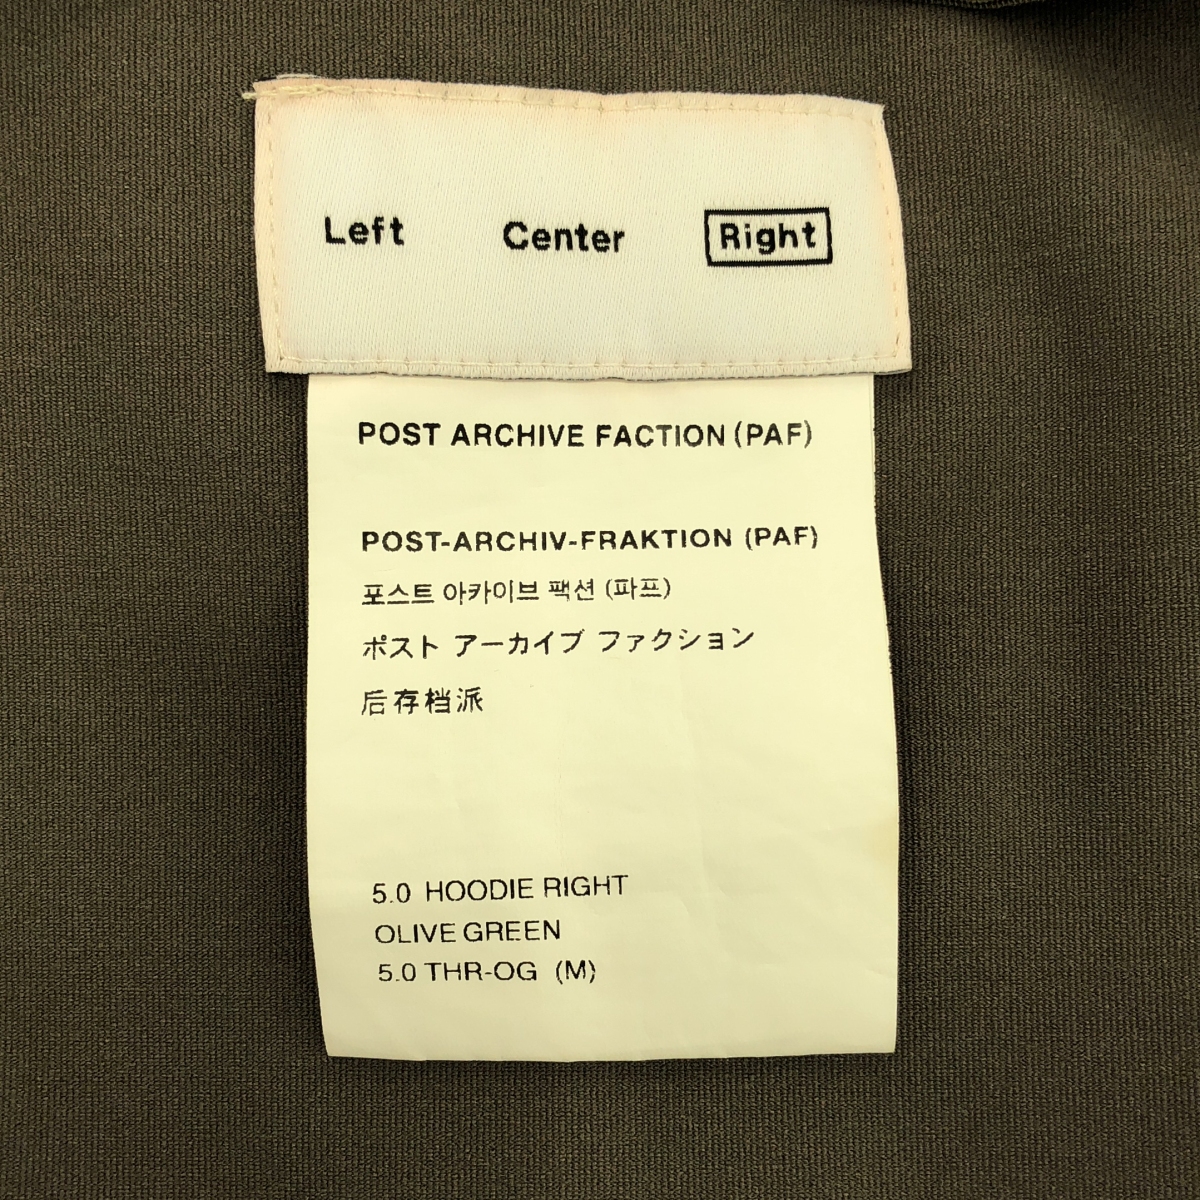 Left Center Right
POST ARCHIVE FACTION (PAF)
POST-ARCHIV-FRAKTION (PAF)
포스트 아카이브 팩션 (파프)
ポスト アーカイブ ファクション
后存档派
5.0 HOODIE RIGHT
OLIVE GREEN
5.0 THR-OG (M)